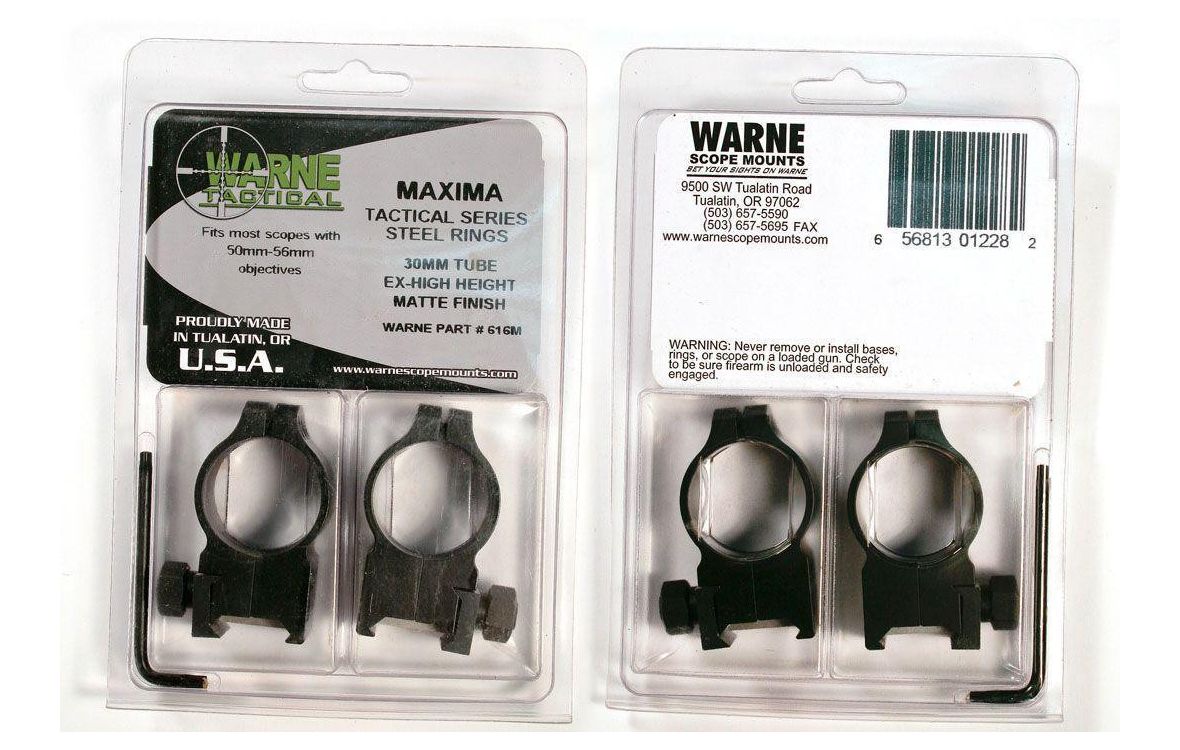 WARNE
TACTICAL
Fits most scopes with
50mm-56mm
objectives
PROUDLY MADE
IN TUALATIN, OR
U.S.A.
MAXIMA
TACTICAL SERIES
STEEL RINGS
30MM TUBE
EX-HIGH HEIGHT
MATTE FINISH
WARNE PART # 616M
www.warnescopemounts.com
WARNE
SCOPE MOUNTS
SET YOUR SIGHTS ON WARNE
9500 SW Tualatin Road
Tualatin, OR 97062
(503) 657-5590
(503) 657-5695 FAX
www.warnescopemounts.com
6 56813 01228 2
WARNING: Never remove or install bases,
rings, or scope on a loaded gun. Check
to be sure firearm is unloaded and safety
engaged.